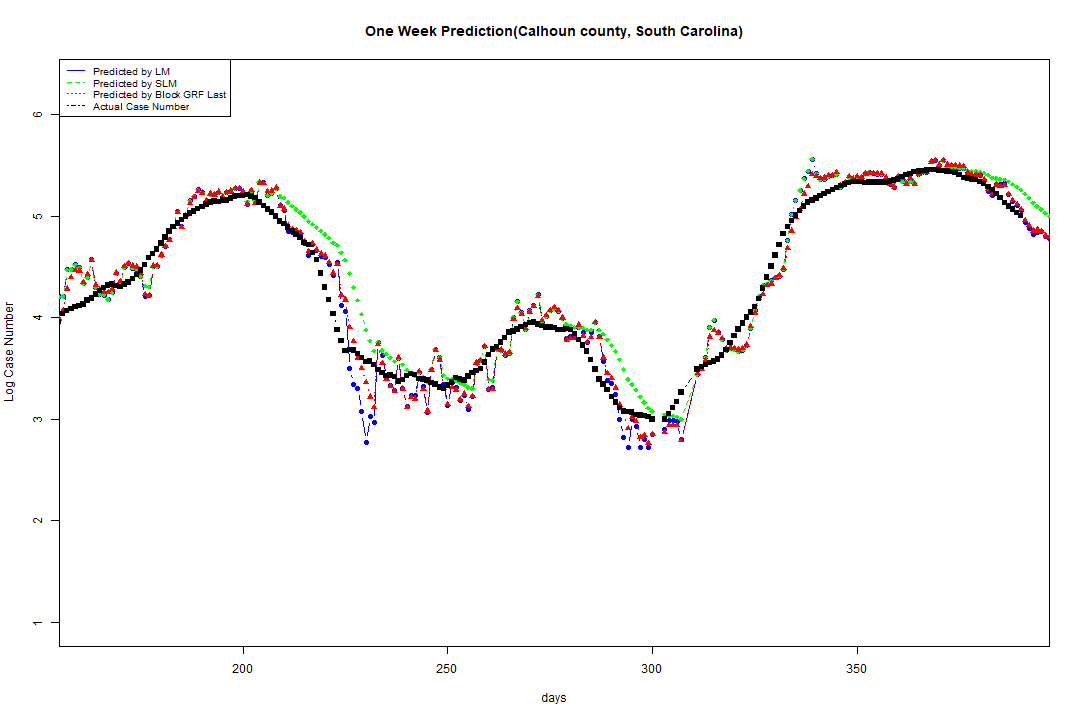 One Week Prediction(Calhoun county, South Carolina)
Predicted by LM
Predicted by SLM
Predicted by Block GRF Last
Actual Case Number
6
5
4
3
2
1
Log Case Number
200
250
300
350
days